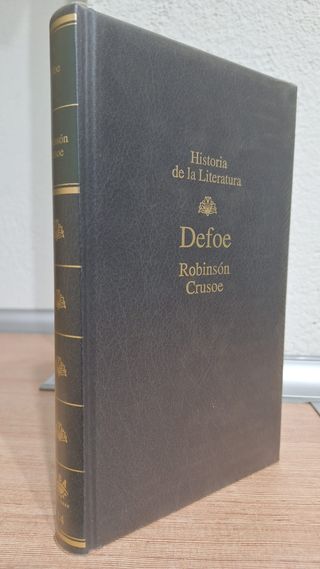 Historia
de la Literatura
Defoe
Robinsón
Crusoe